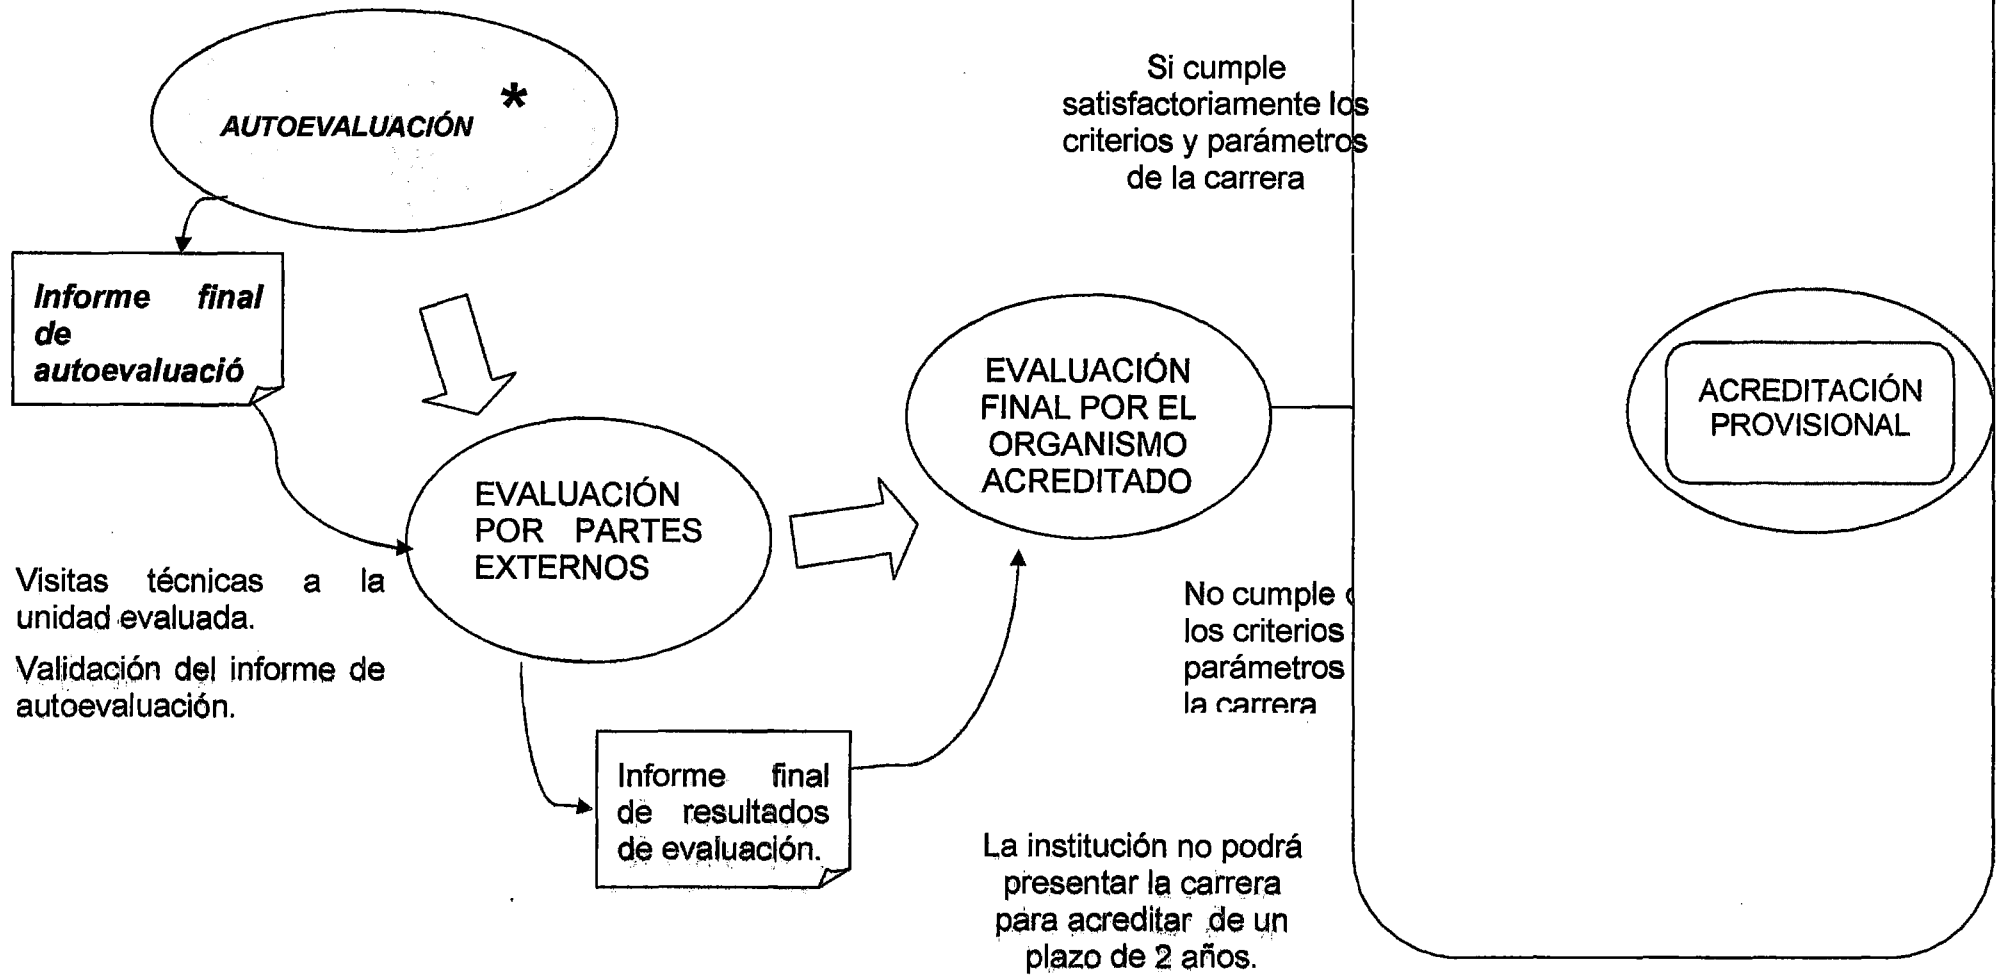 AUTOEVALUACIÓN *
Informe final
de
autoevaluació
Visitas técnicas a la
unidad evaluada.
Validación del informe de
autoevaluación.
EVALUACIÓN
POR PARTES
EXTERNOS
Informe final
de resultados
de evaluación.
EVALUACIÓN
FINAL POR EL
ORGANISMO
ACREDITADO
Si cumple
satisfactoriamente los
criterios y parámetros
de la carrera
No cumple
los criterios
parámetros
la carrera
La institución no podrá
presentar la carrera
para acreditar de un
plazo de 2 años.
ACREDITACIÓN
PROVISIONAL